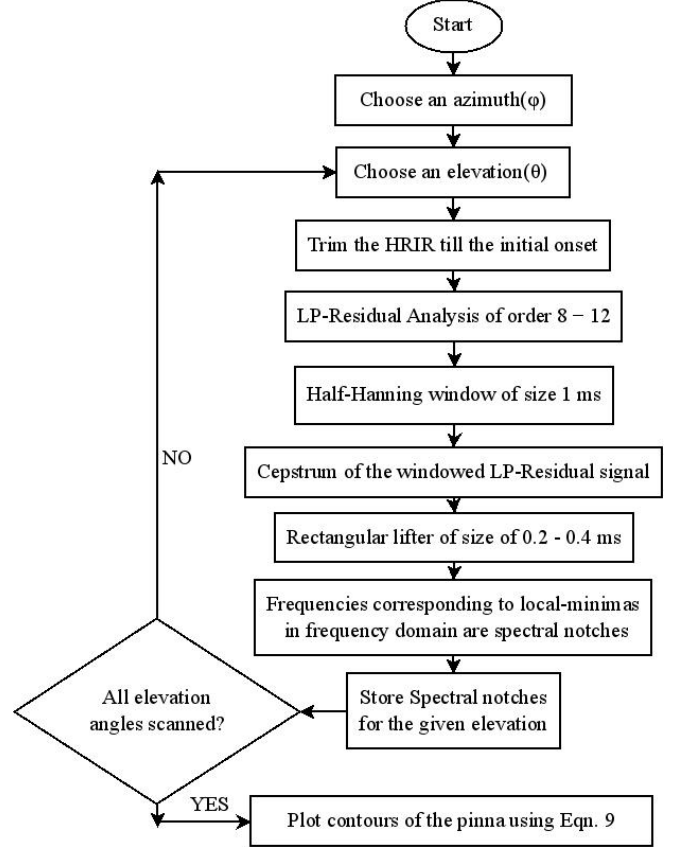 Start
Choose an azimuth(φ)
Choose an elevation(θ)
Trim the HRIR till the initial onset
LP-Residual Analysis of order 8 − 12
Half-Hanning window of size 1 ms
NO
Cepstrum of the windowed LP-Residual signal
Rectangular lifter of size of 0.2 - 0.4 ms
Frequencies corresponding to local-minimas
in frequency domain are spectral notches
Store Spectral notches
for the given elevation
All elevation
angles scanned?
YES
Plot contours of the pinna using Eqn. 9